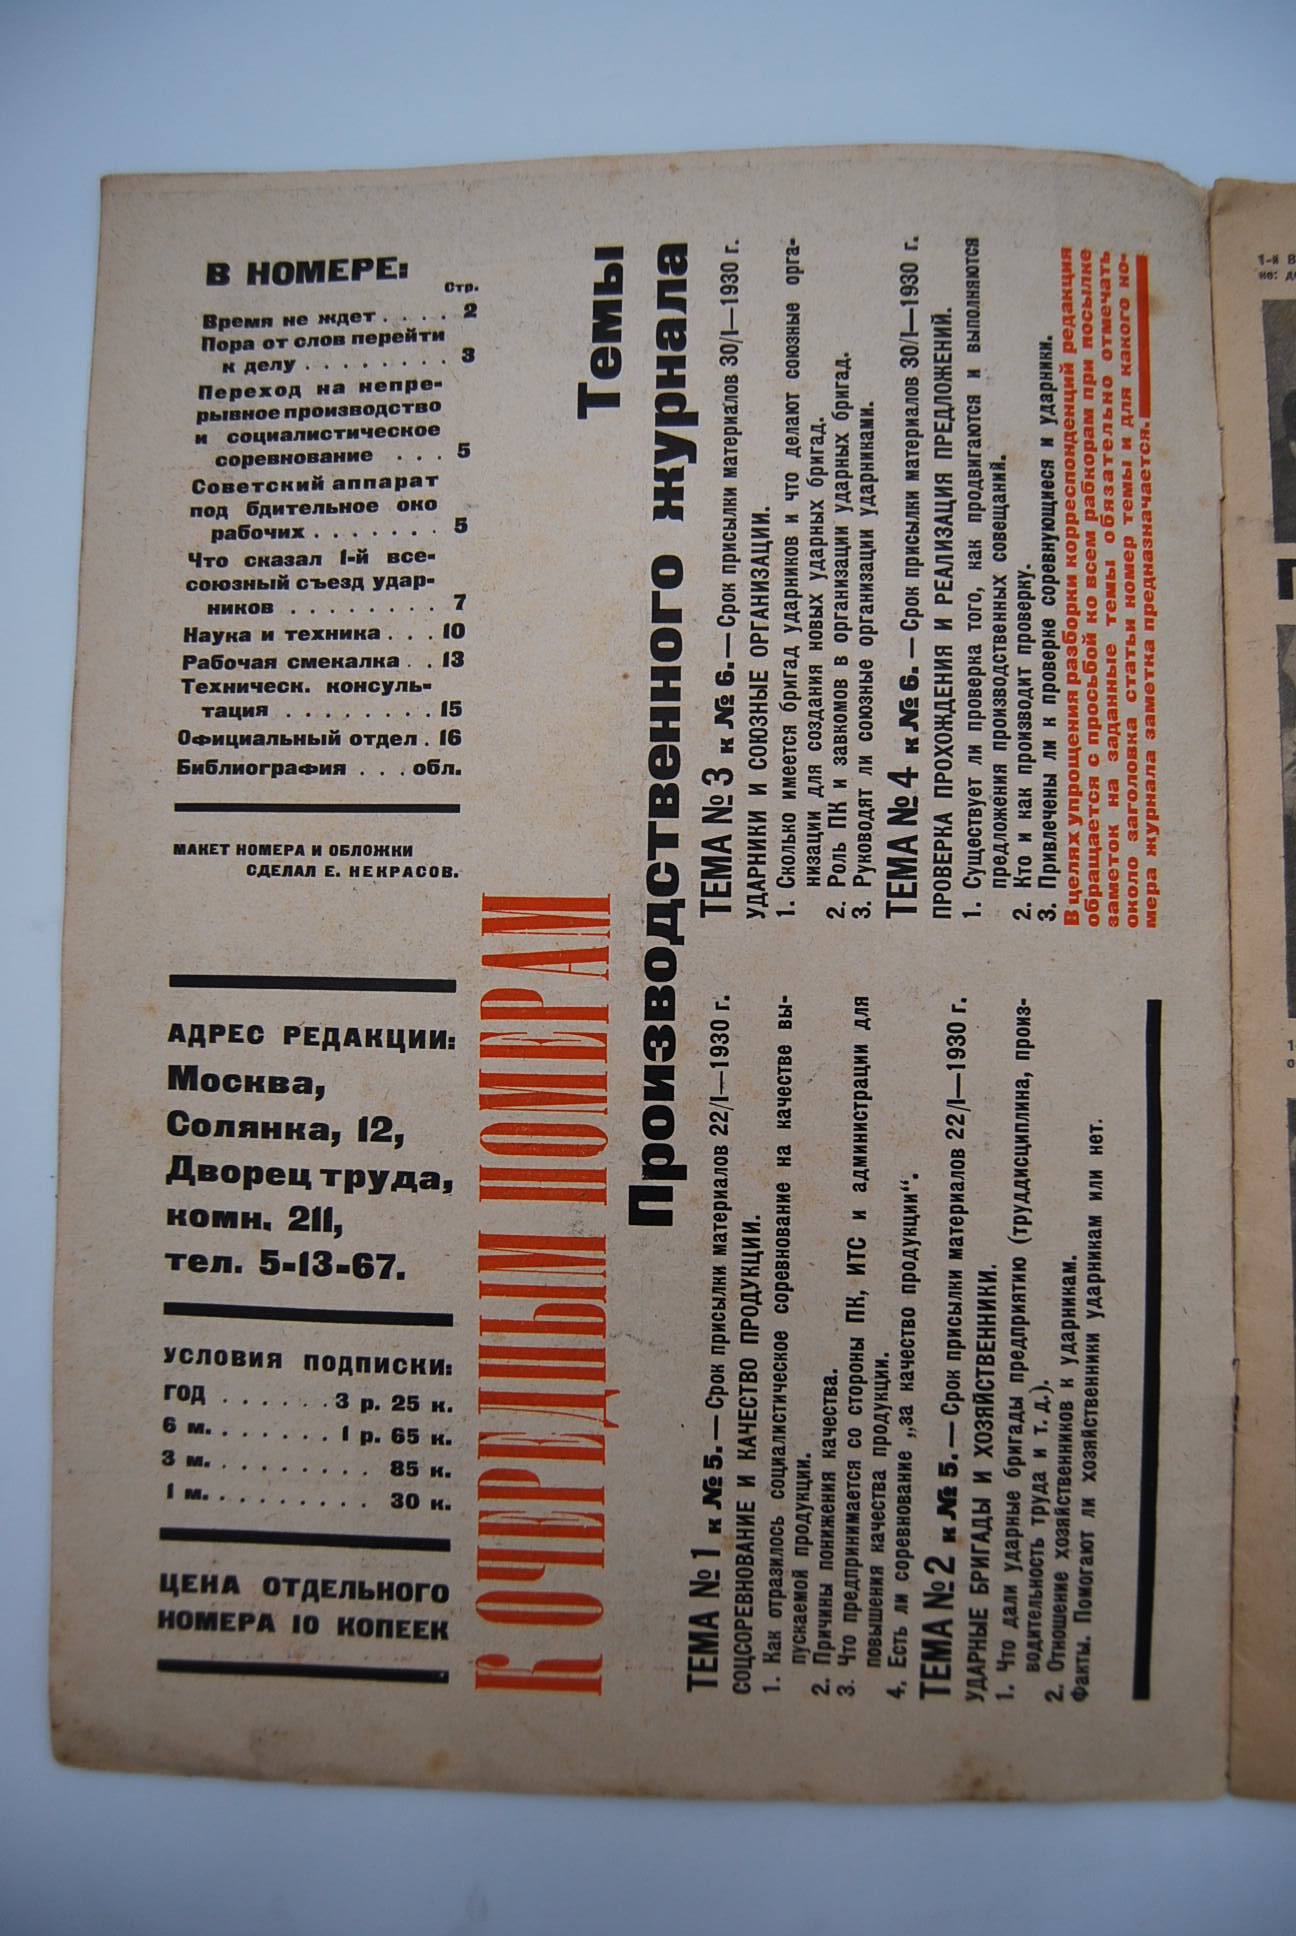 В НОМЕРЕ:
Стр.
Время не ждет . . . . 2
Пора от слов перейти
к делу . . . . . . . . 3
Переход на непре-
рывное производство
и социалистическое
соревнование . . . 5
Советский аппарат
под бдительное око
рабочих . . . . . . . 5
Что сказал 1-й все-
союзный съезд удар-
ников . . . . . . . . 7
Наука и техника . . . 10
Рабочая смекалка . . 13
Техническ. консуль-
тация . . . . . . . . 15
Официальный отдел . 16
Библиография . . . обл.
МАКЕТ НОМЕРА И ОБЛОЖКИ
СДЕЛАЛ Е. НЕКРАСОВ.
АДРЕС РЕДАКЦИИ:
Москва,
Солянка, 12,
Дворец труда,
комн. 211,
тел. 5-13-67.
УСЛОВИЯ ПОДПИСКИ:
ГОД . . . . . . 3 р. 25 к.
6 м. . . . . . . 1 р. 65 к.
3 м. . . . . . . . . 85 к.
1 м. . . . . . . . . 30 к.
ЦЕНА ОТДЕЛЬНОГО
НОМЕРА 10 КОПЕЕК
К ОЧЕРЕДНЫМ НОМЕРАМ
Темы
Производственного журнала
ТЕМА № 1 к № 5. — Срок присылки материалов 22/I—1930 г.
СОЦСОРЕВНОВАНИЕ И КАЧЕСТВО ПРОДУКЦИИ.
1. Как отразилось социалистическое соревнование на качестве вы-
пускаемой продукции.
2. Причины понижения качества.
3. Что предпринимается со стороны ПК, ИТС и администрации для
повышения качества продукции.
4. Есть ли соревнование „за качество продукции“.
ТЕМА № 2 к № 5. — Срок присылки материалов 22/I—1930 г.
УДАРНЫЕ БРИГАДЫ И ХОЗЯЙСТВЕННИКИ.
1. Что дали ударные бригады предприятию (труддисциплина, произ-
водительность труда и т. д.).
2. Отношение хозяйственников к ударникам.
Факты. Помогают ли хозяйственники ударникам или нет.
ТЕМА № 3 к № 6. — Срок присылки материалов 30/I—1930 г.
УДАРНИКИ И СОЮЗНЫЕ ОРГАНИЗАЦИИ.
1. Сколько имеется бригад ударников и что делают союзные орга-
низации для создания новых ударных бригад.
2. Роль ПК и завкомов в организации ударных бригад.
3. Руководят ли союзные организации ударниками.
ТЕМА № 4 к № 6. — Срок присылки материалов 30/I—1930 г.
ПРОВЕРКА ПРОХОЖДЕНИЯ И РЕАЛИЗАЦИЯ ПРЕДЛОЖЕНИЙ.
1. Существует ли проверка того, как продвигаются и выполняются
предложения производственных совещаний.
2. Кто и как производит проверку.
3. Привлечены ли к проверке соревнующиеся и ударники.
В целях упрощения разборки корреспонденций редакция
обращается с просьбой ко всем рабкорам при посылке
заметок на заданные темы обязательно отмечать
около заголовка статьи номер темы и для какого но-
мера журнала заметка предназначается.
1-й В